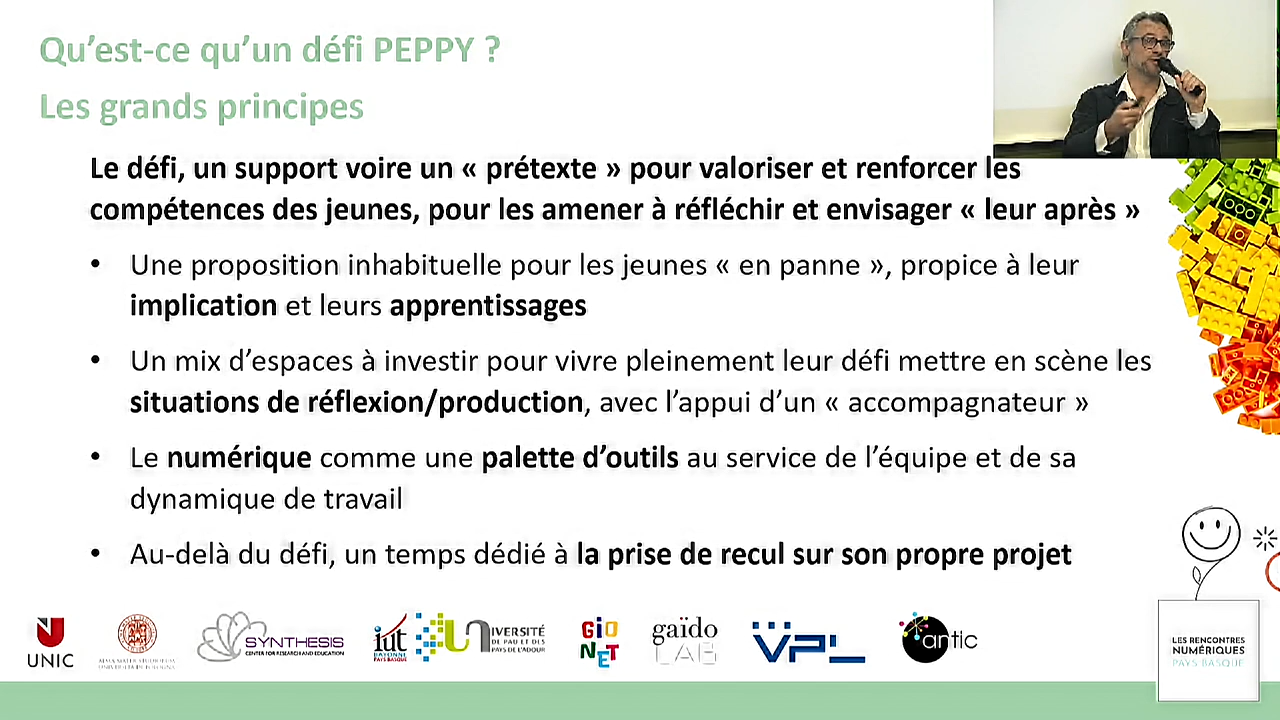 Qu’est-ce qu’un défi PEPPY ?
Les grands principes
Le défi, un support voire un « prétexte » pour valoriser et renforcer les
compétences des jeunes, pour les amener à réfléchir et envisager « leur après »
• Une proposition inhabituelle pour les jeunes « en panne », propice à leur
implication et leurs apprentissages
• Un mix d’espaces à investir pour vivre pleinement leur défi mettre en scène les
situations de réflexion/production, avec l’appui d’un « accompagnateur »
• Le numérique comme une palette d’outils au service de l’équipe et de sa
dynamique de travail
• Au-delà du défi, un temps dédié à la prise de recul sur son propre projet
UNIC
SYNTHESIS
CENTER FOR RESEARCH AND EDUCATION
iut
BAYONNE
PAYS BASQUE
UNIVERSITÉ
DE PAU ET DES
PAYS DE L'ADOUR
GIO
NET
gaïdo
LAB
VPL
antic
LES RENCONTRES
NUMÉRIQUES
PAYS BASQUE